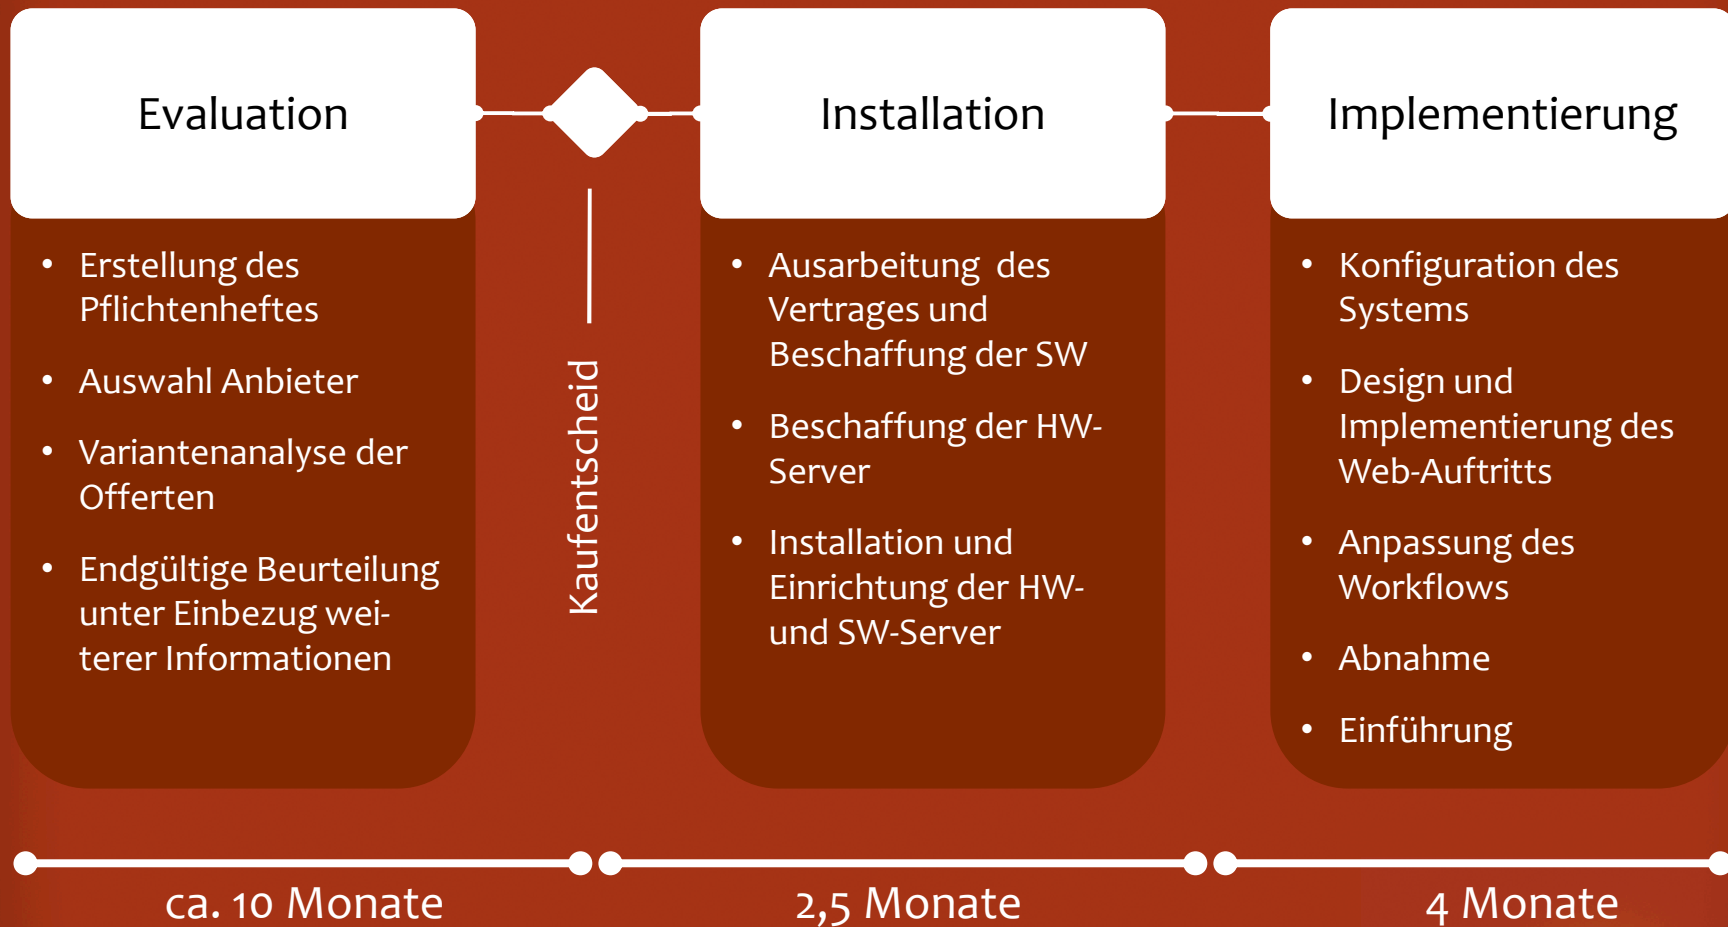 Evaluation
• Erstellung des
Pflichtenheftes
• Auswahl Anbieter
• Variantenanalyse der
Offerten
• Endgültige Beurteilung
unter Einbezug wei-
terer Informationen
Kaufentscheid
Installation
• Ausarbeitung des
Vertrages und
Beschaffung der SW
• Beschaffung der HW-
Server
• Installation und
Einrichtung der HW-
und SW-Server
Implementierung
• Konfiguration des
Systems
• Design und
Implementierung des
Web-Auftritts
• Anpassung des
Workflows
• Abnahme
• Einführung
ca. 10 Monate
2,5 Monate
4 Monate